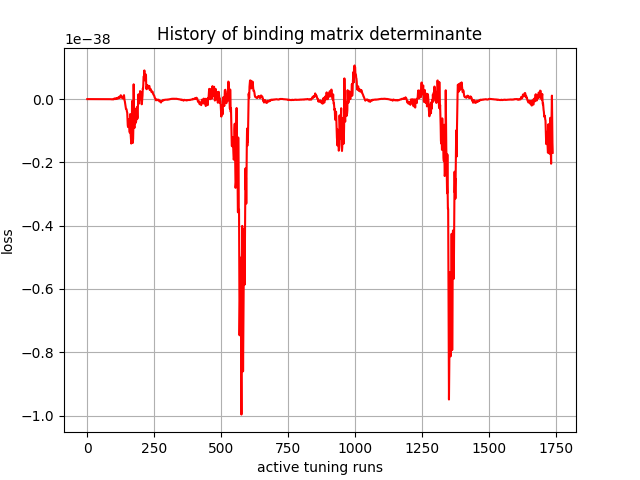 History of binding matrix determinante
1e−38
0.0
−0.2
−0.4
−0.6
−0.8
−1.0
loss
0 250 500 750 1000 1250 1500 1750
active tuning runs